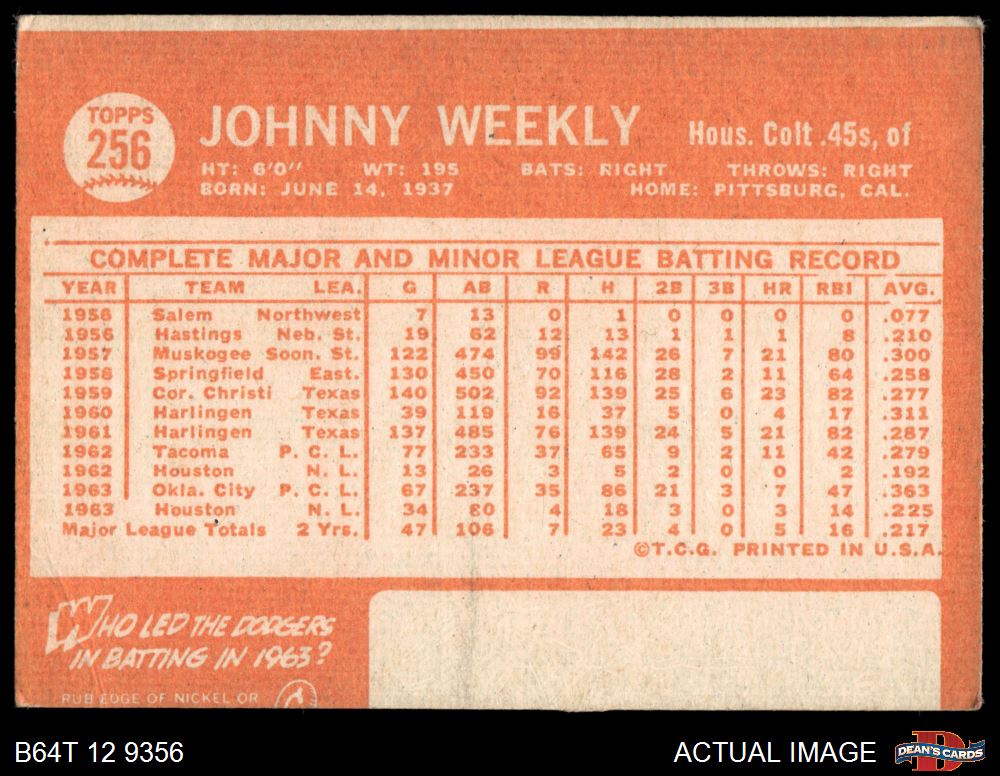 TOPPS
256
JOHNNY WEEKLY Hous. Colt .45s, of
HT: 6'0" WT: 195 BATS: RIGHT THROWS: RIGHT
BORN: JUNE 14, 1937 HOME: PITTSBURG, CAL.
COMPLETE MAJOR AND MINOR LEAGUE BATTING RECORD
YEAR TEAM LEA. G AB R H 2B 3B HR RBI AVG.
1956 Salem Northwest 7 13 0 1 0 0 0 0 .077
1956 Hastings Neb. St. 19 62 12 13 1 1 1 8 .210
1957 Muskogee Soon. St. 122 474 99 142 26 7 21 80 .300
1958 Springfield East. 130 450 70 116 28 2 11 64 .258
1959 Cor. Christi Texas 140 502 92 139 25 6 23 82 .277
1960 Harlingen Texas 39 119 16 37 5 0 4 17 .311
1961 Harlingen Texas 137 485 76 139 24 5 21 82 .287
1962 Tacoma P. C. L. 77 233 37 65 9 2 11 42 .279
1962 Houston N. L. 13 26 3 5 2 0 0 2 .192
1963 Okla. City P. C. L. 67 237 35 86 21 3 7 47 .363
1963 Houston N. L. 34 80 4 18 3 0 3 14 .225
Major League Totals 2 Yrs. 47 106 7 23 4 0 5 16 .217
©T.C.G. PRINTED IN U.S.A.
WHO LED THE DODGERS
IN BATTING IN 1963?
RUB EDGE OF NICKEL OR
B64T 12 9356 ACTUAL IMAGE DEAN'S CARDS